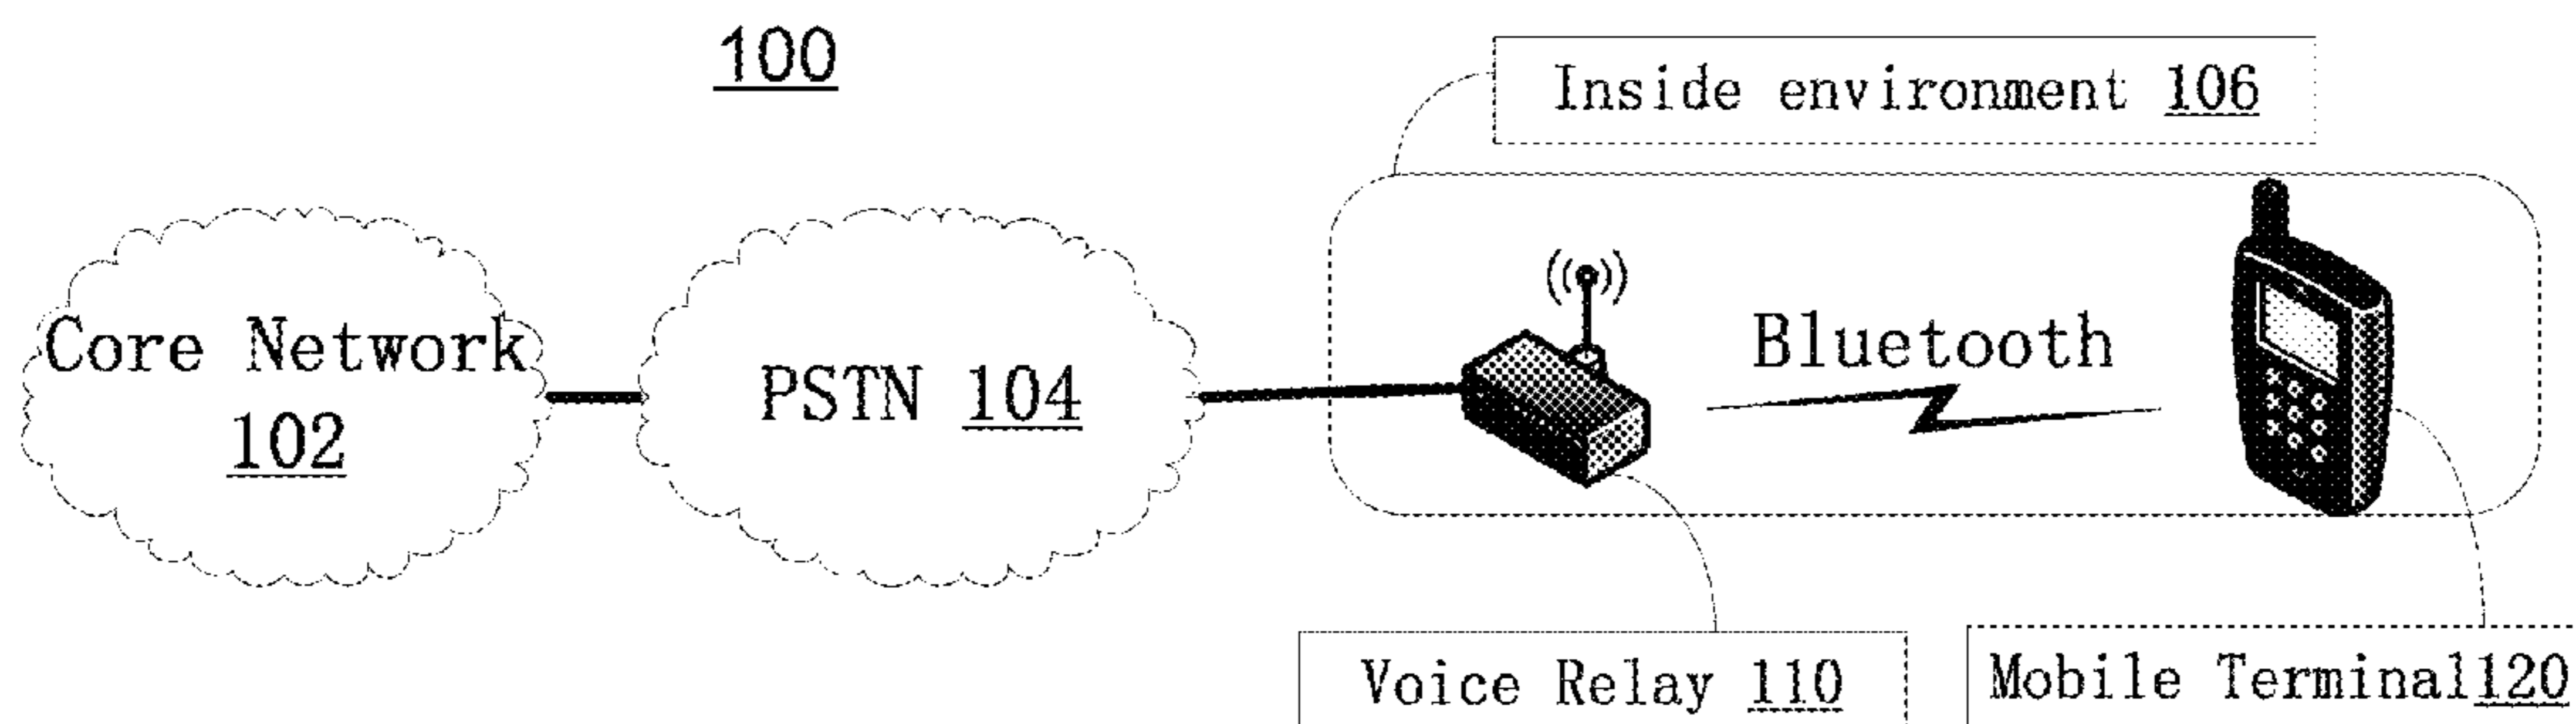 100
Inside environment 106
Core Network
102
PSTN 104
Bluetooth
Voice Relay 110
Mobile Terminal120